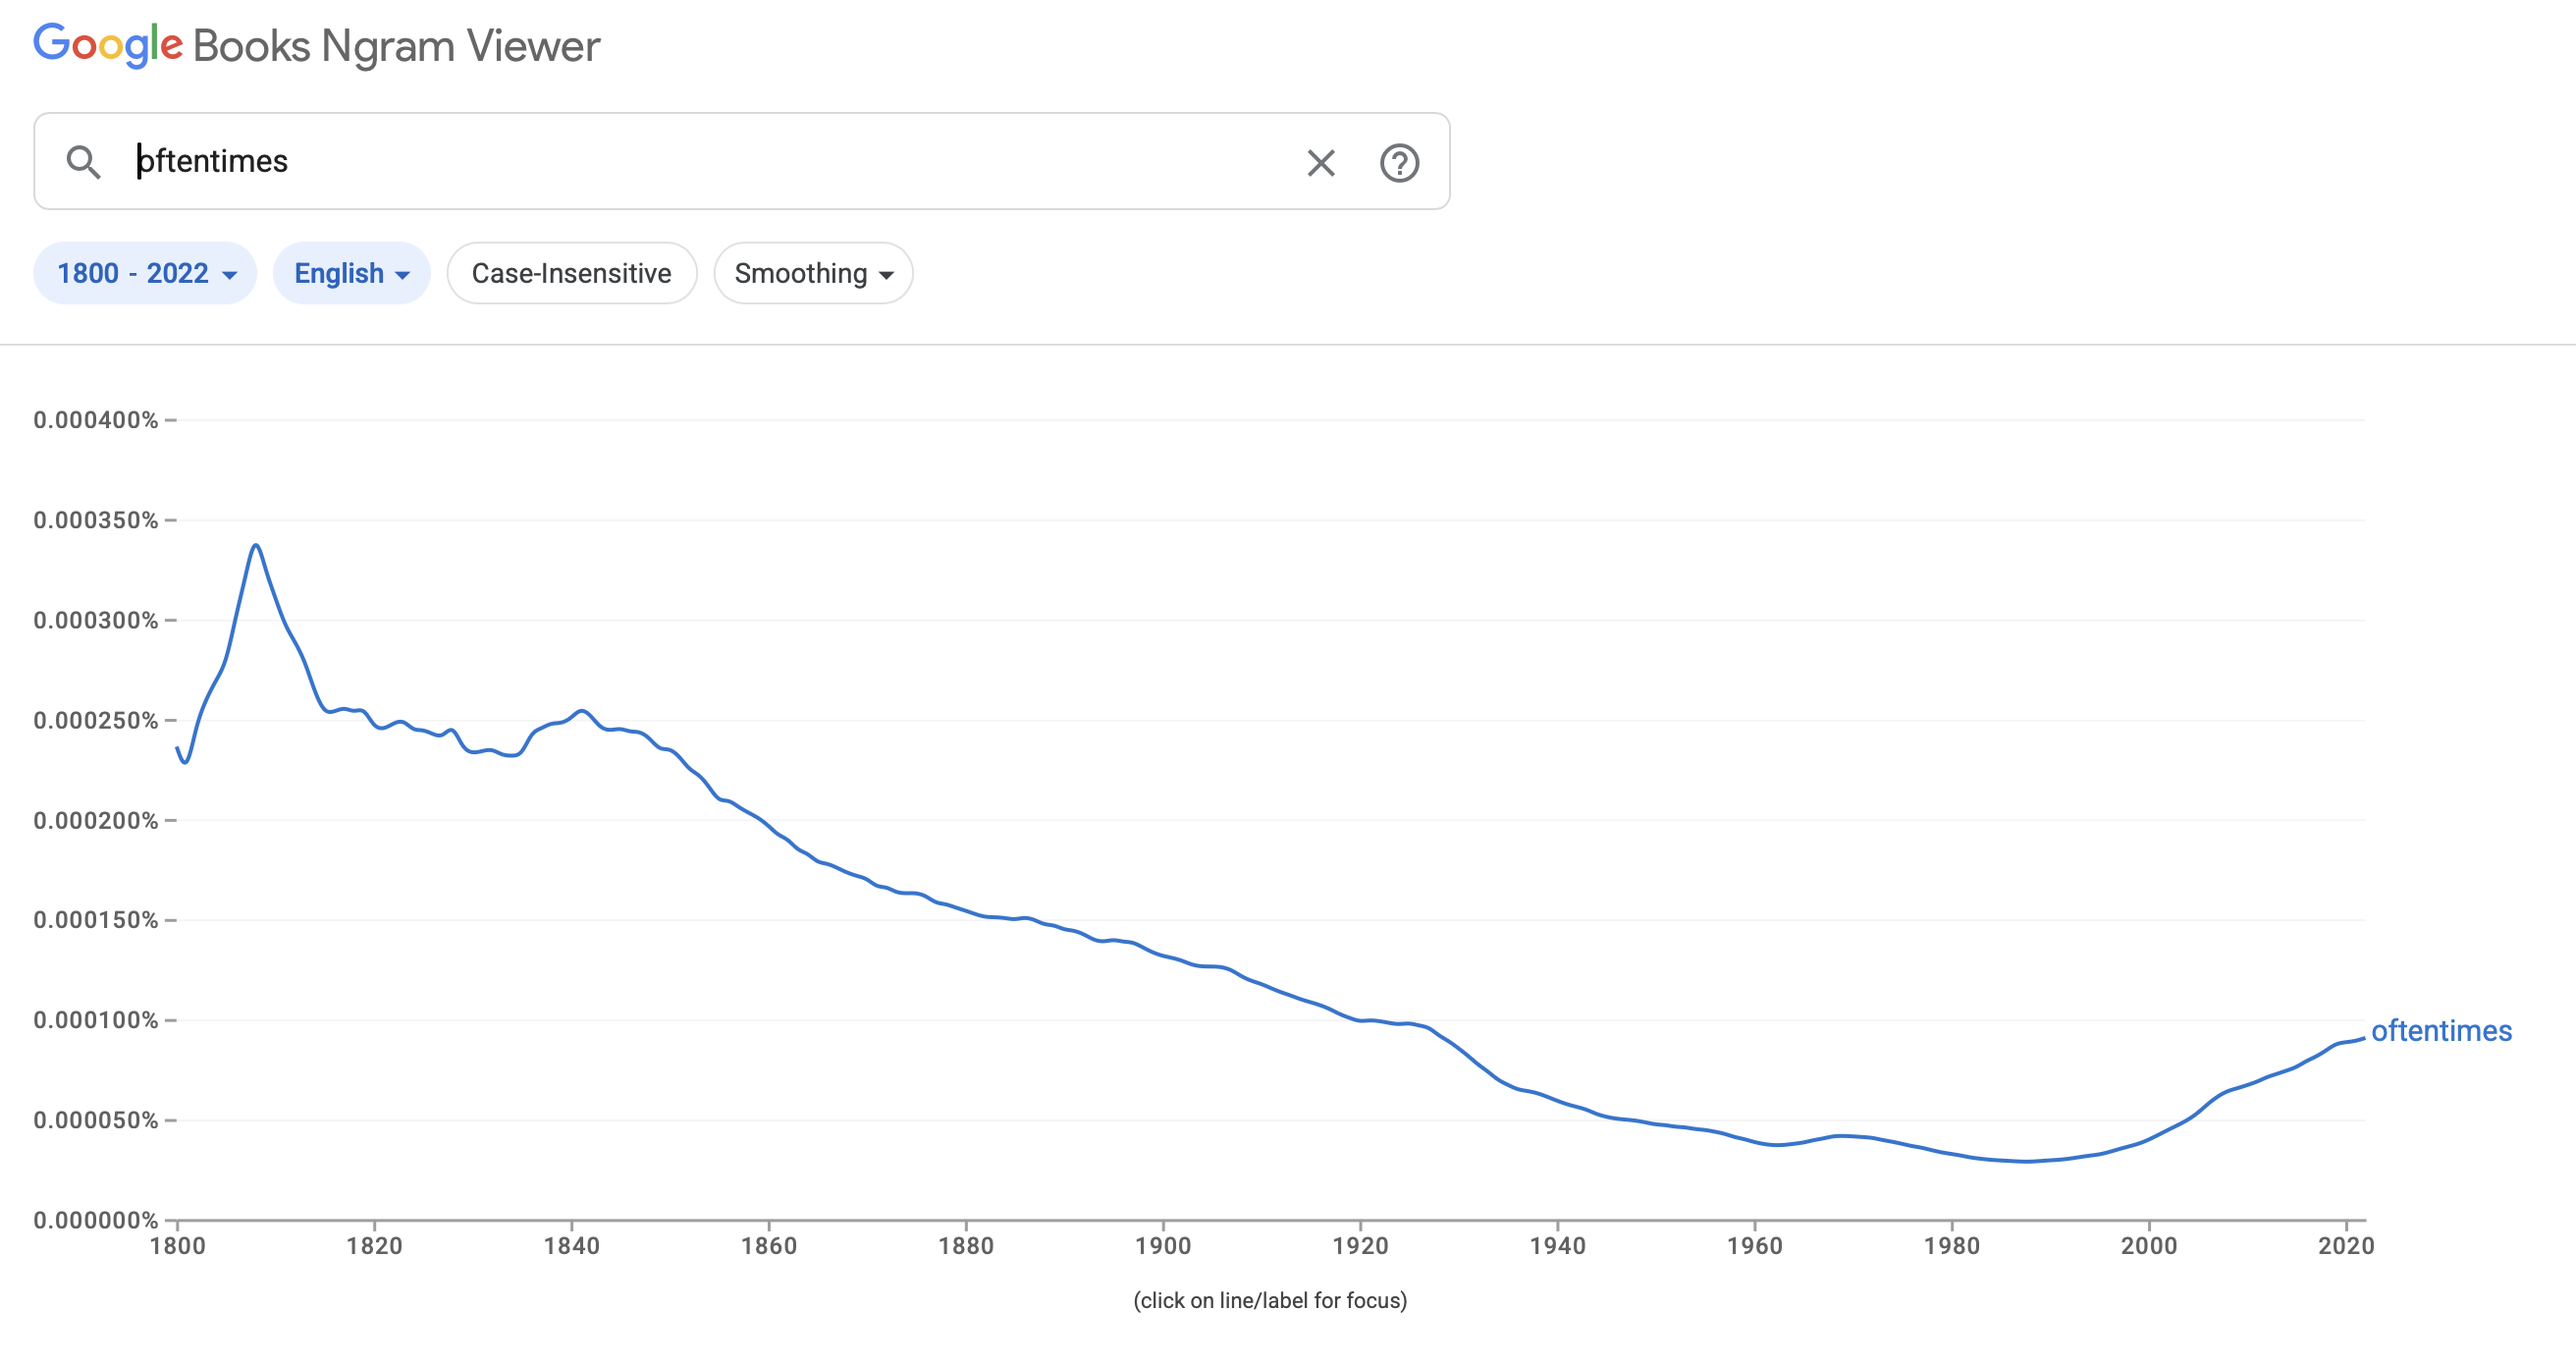 Google Books Ngram Viewer
oftentimes
1800 - 2022 English Case-Insensitive Smoothing
0.000400%
0.000350%
0.000300%
0.000250%
0.000200%
0.000150%
0.000100%
oftentimes
0.000050%
0.000000%
1800 1820 1840 1860 1880 1900 1920 1940 1960 1980 2000 2020
(click on line/label for focus)